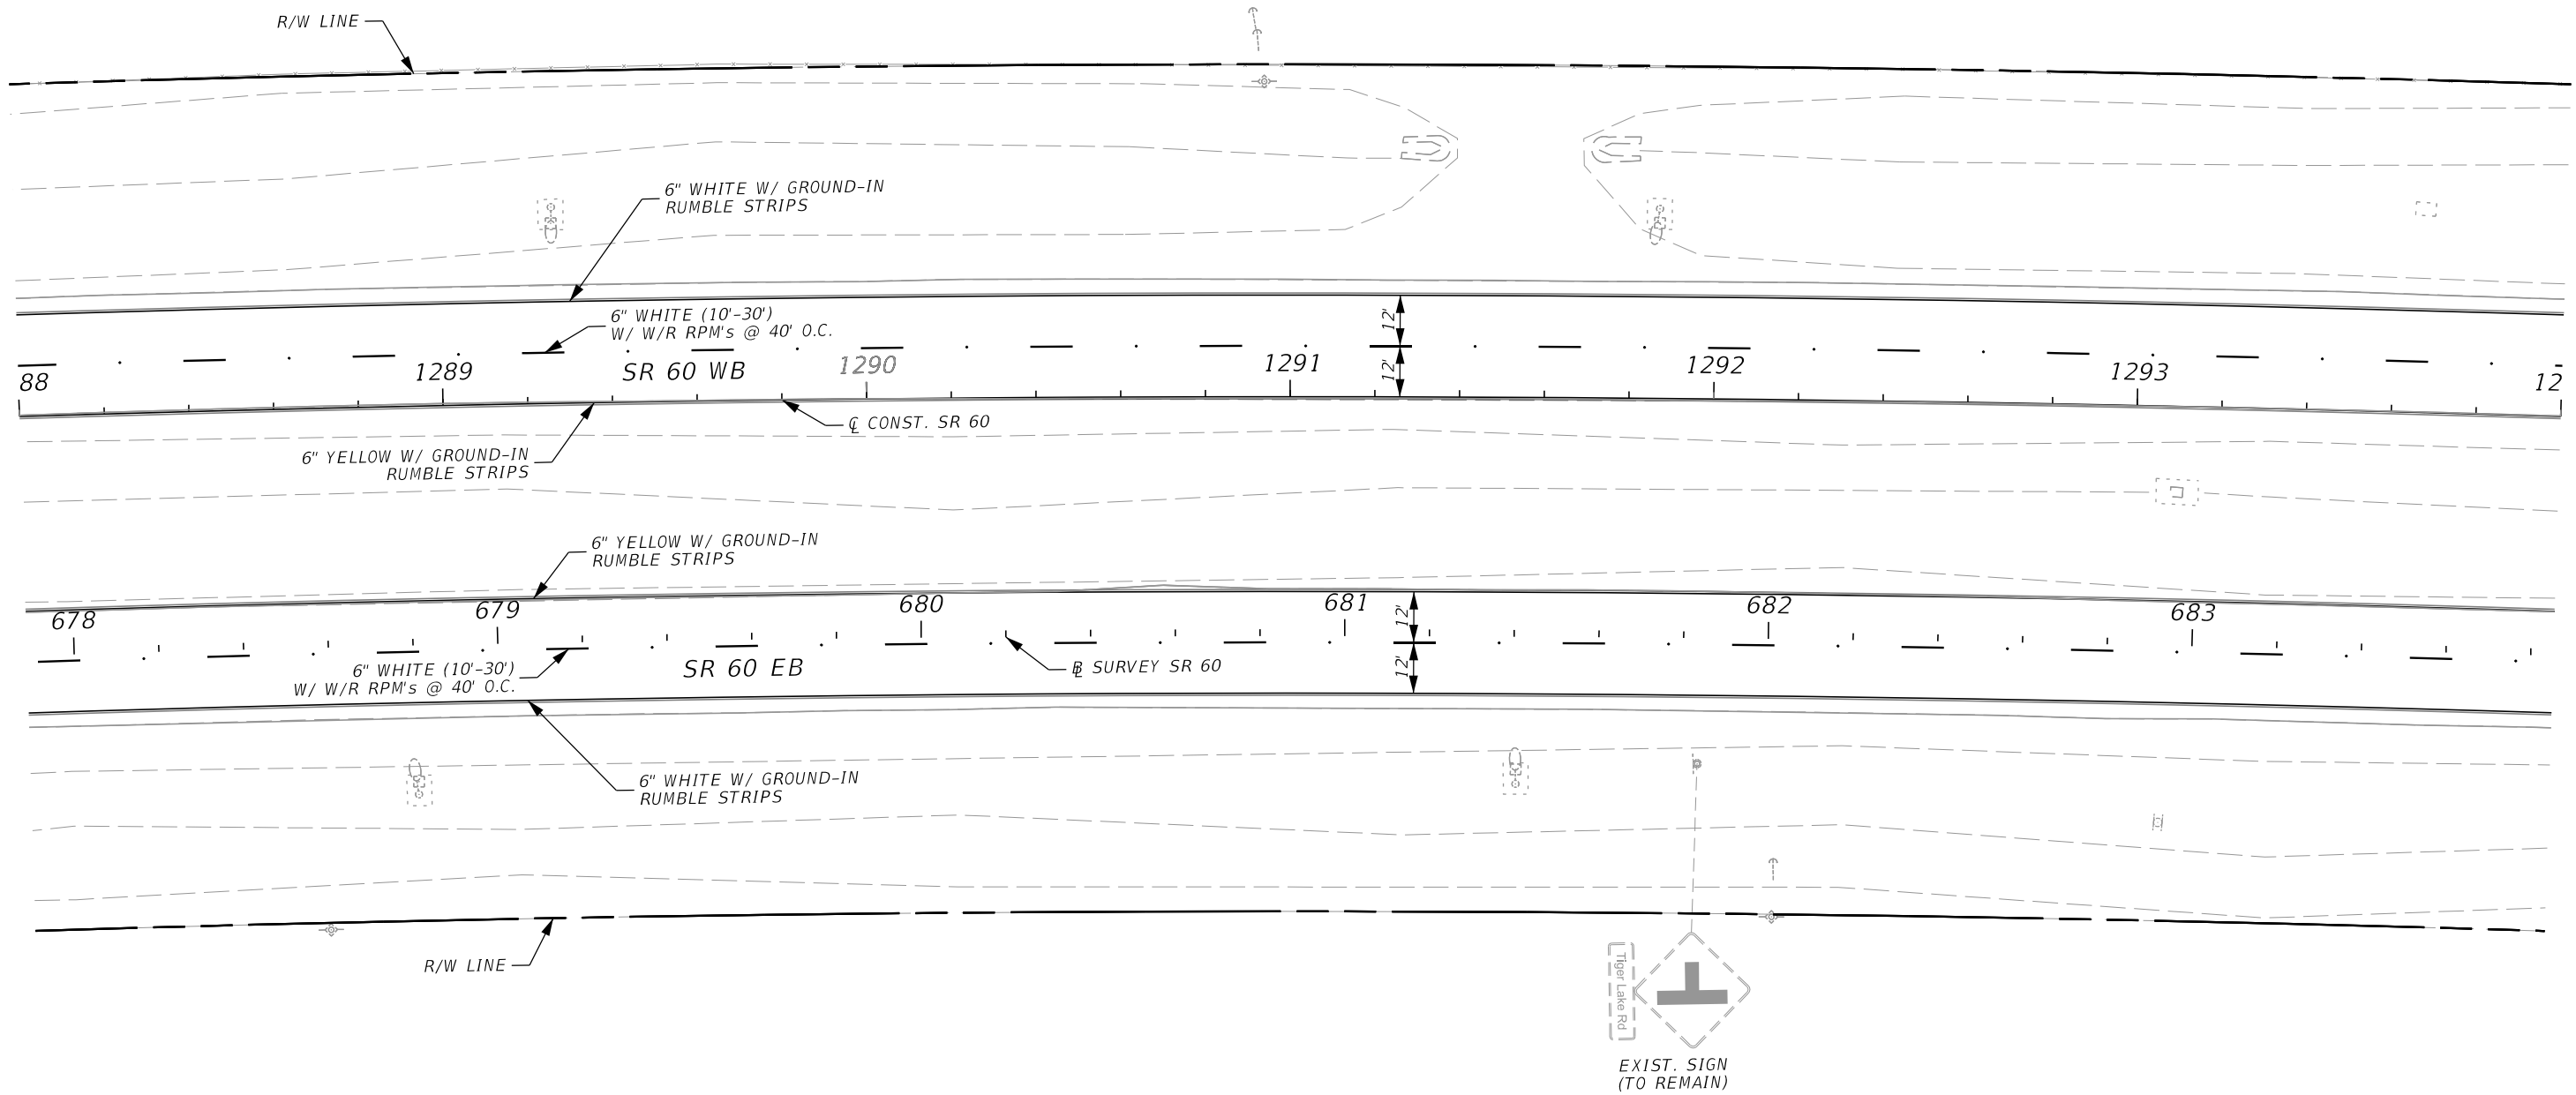 R/W LINE
6" WHITE W/ GROUND-IN
RUMBLE STRIPS
6" WHITE (10'-30')
W/ W/R RPM's @ 40' O.C.
12'
12'
88
1289
SR 60 WB
1290
1291
1292
1293
12
℄ CONST. SR 60
6" YELLOW W/ GROUND-IN
RUMBLE STRIPS
6" YELLOW W/ GROUND-IN
RUMBLE STRIPS
678
679
680
681
682
683
12'
12'
6" WHITE (10'-30')
W/ W/R RPM's @ 40' O.C.
SR 60 EB
BL SURVEY SR 60
6" WHITE W/ GROUND-IN
RUMBLE STRIPS
R/W LINE
Tiger Lake Rd
EXIST. SIGN
(TO REMAIN)